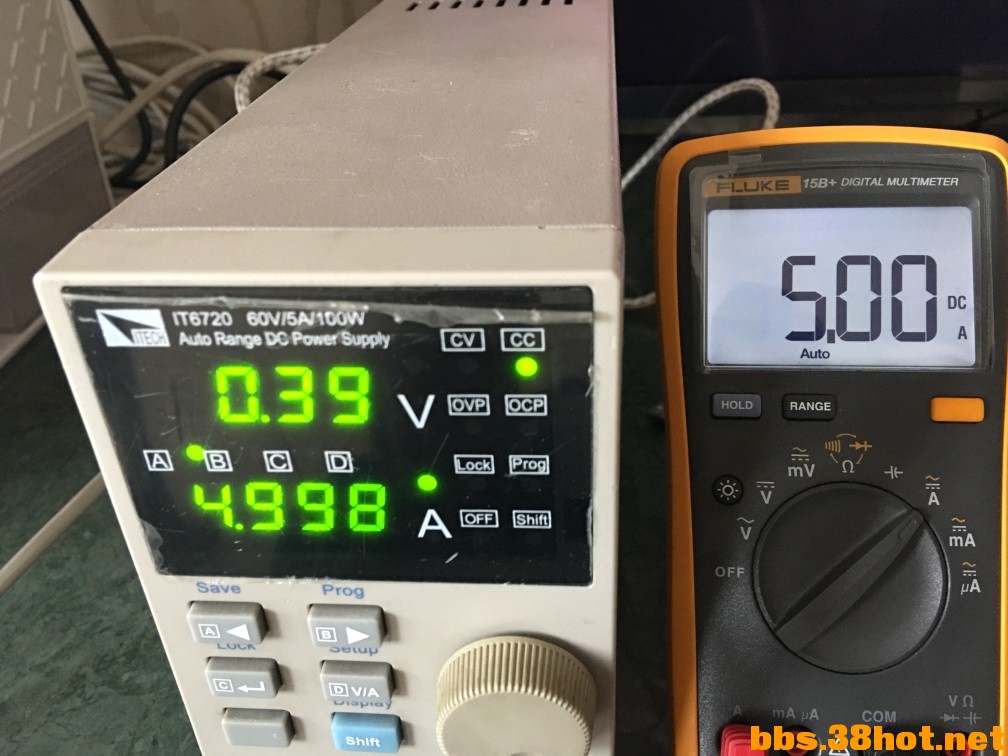 ITECH
IT6720 60V/5A/100W
Auto Range DC Power Supply
CV CC
0.39 V
OVP OCP
A B C D
Lock Prog
4.998 A
OFF Shift
Save Prog
A B
Lock Setup
C D V/A
Display
Shift
FLUKE 15B+ DIGITAL MULTIMETER
5.00 DC A
Auto
HOLD RANGE
mV Ω
V A
V mA
OFF μA
A mA μA COM V Ω
bbs.38hot.net